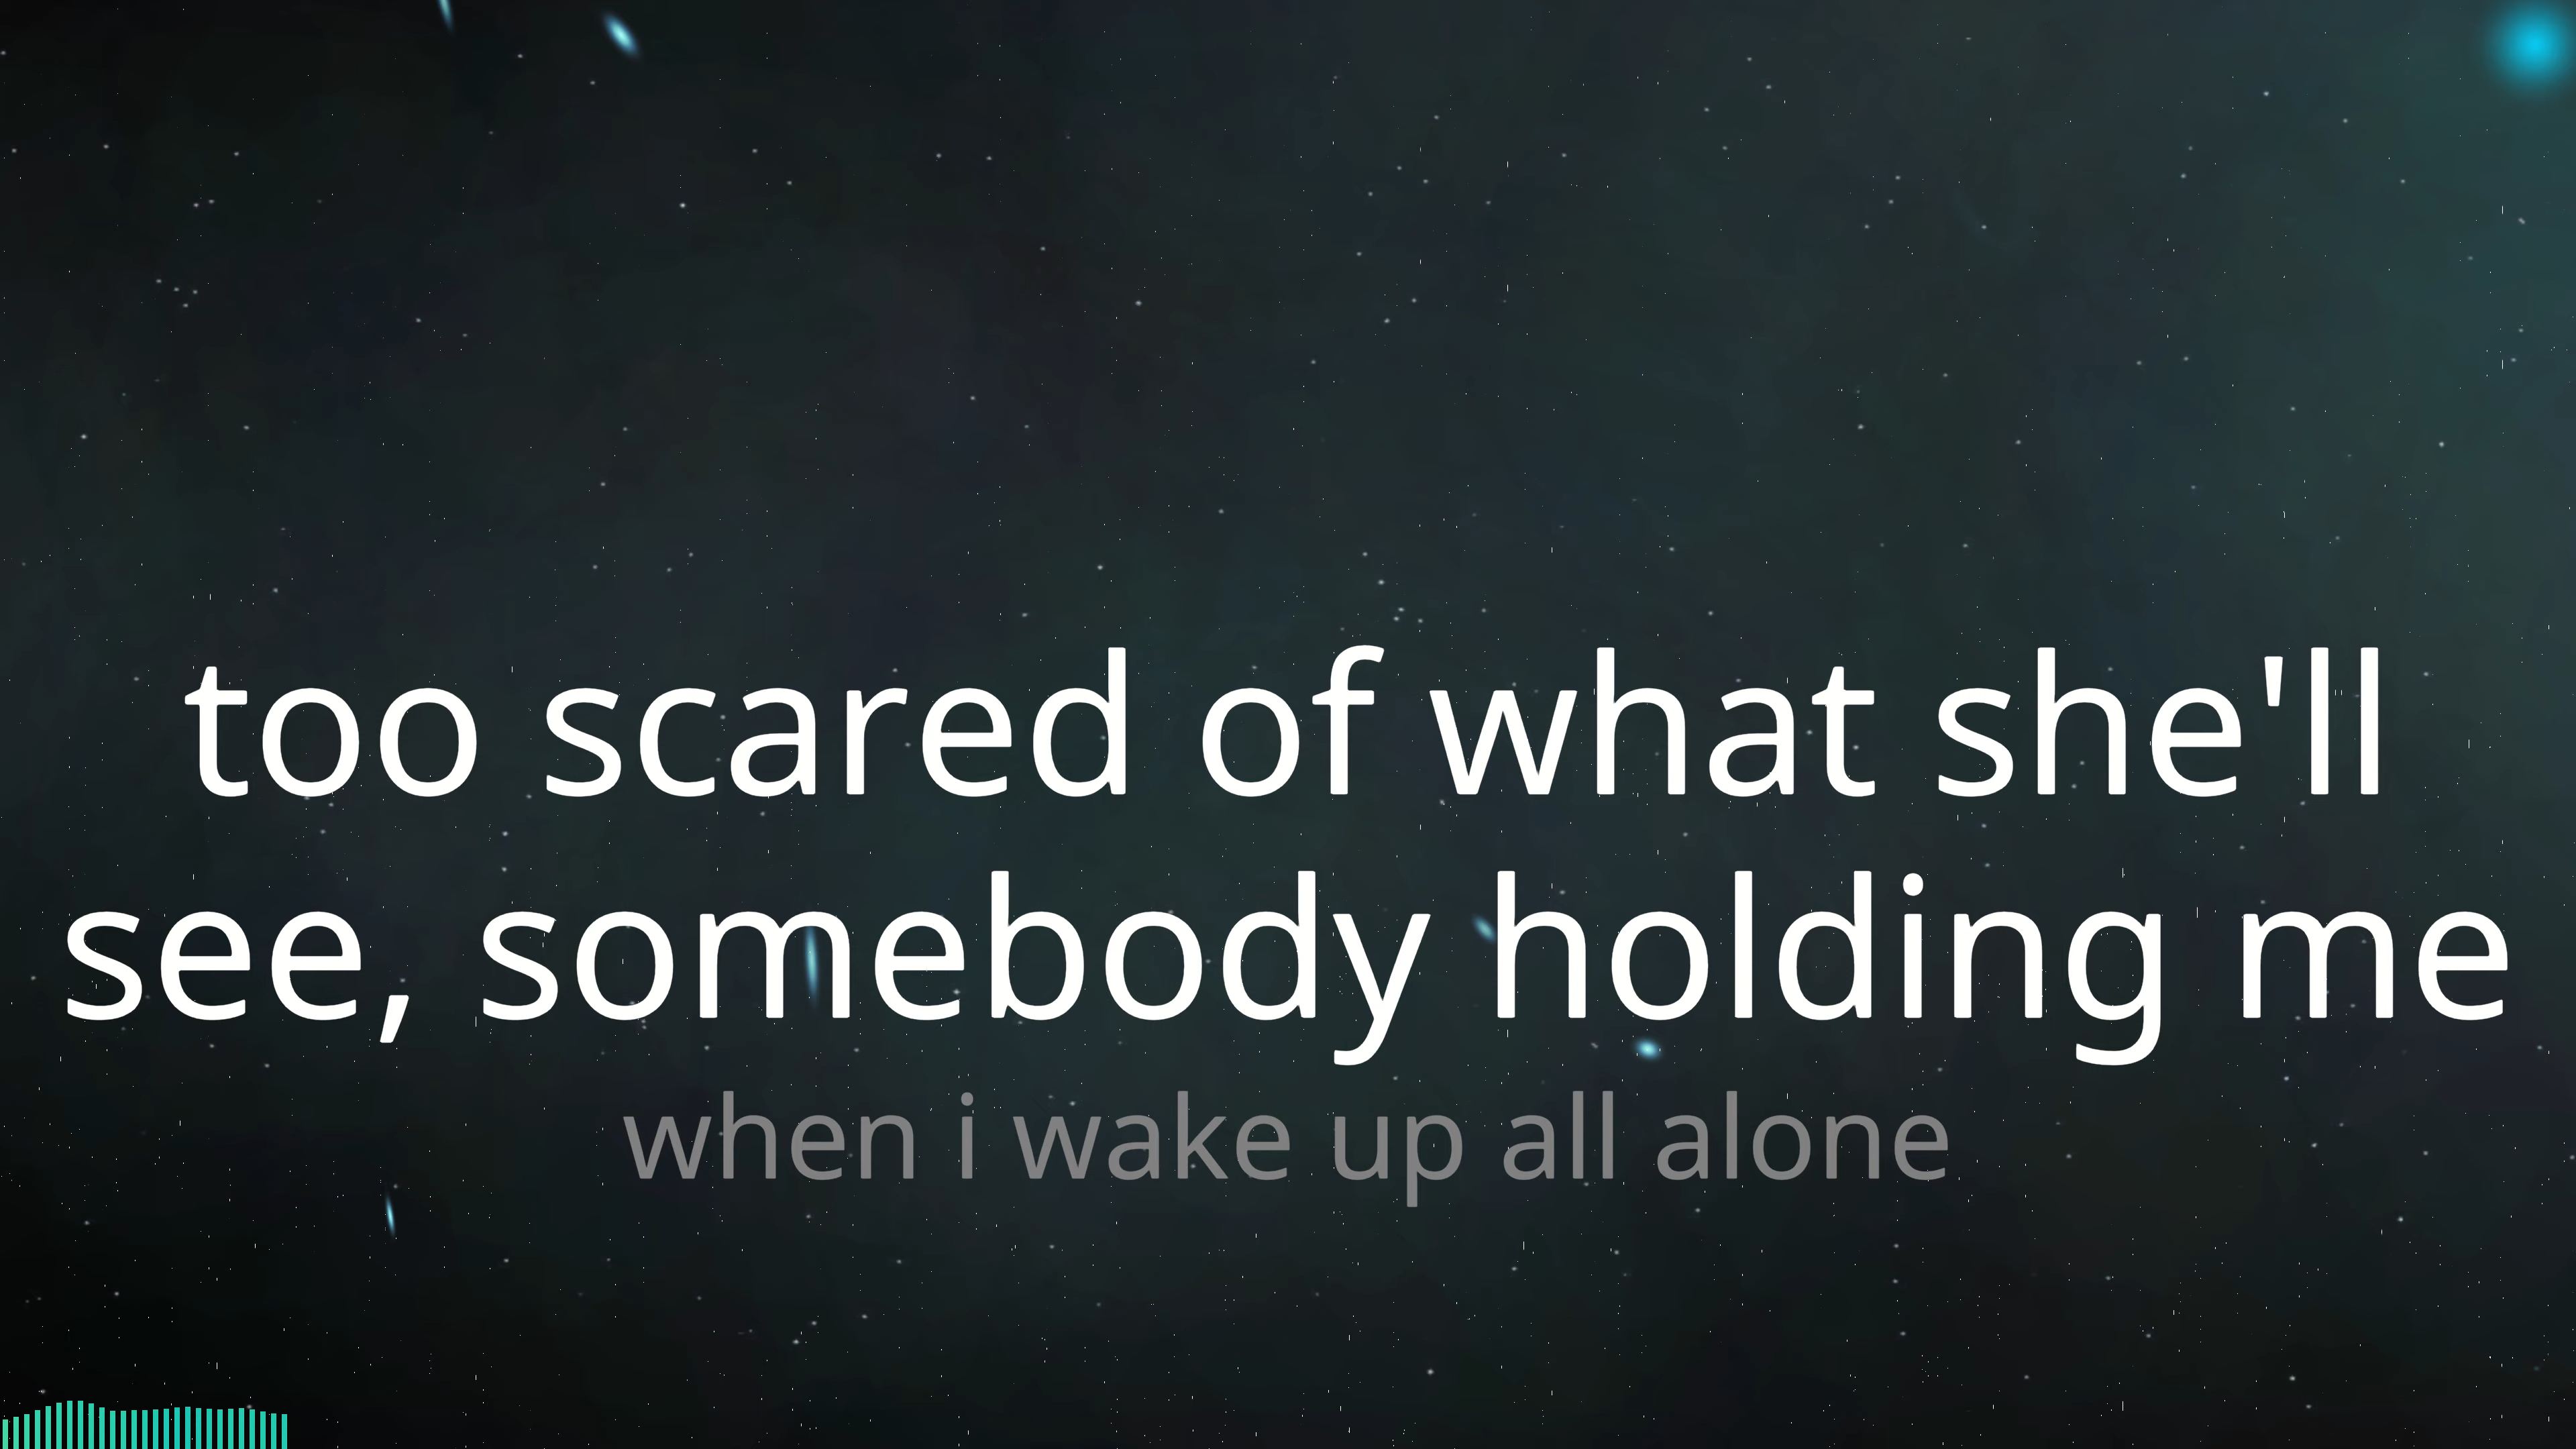 too scared of what she'll
see, somebody holding me
when i wake up all alone